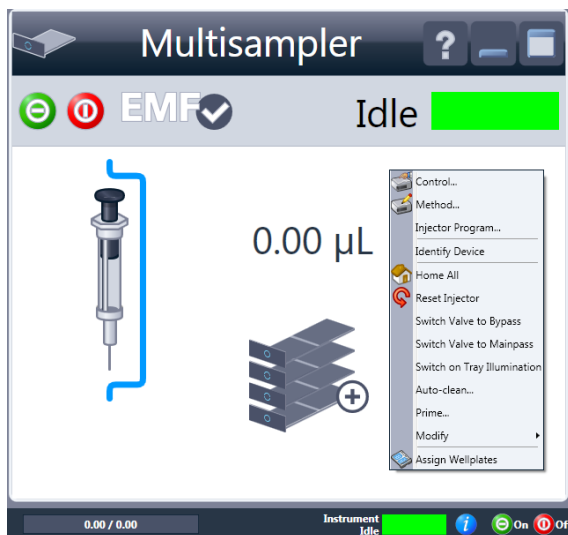 Multisampler ?
EMF Idle
0.00 µL
Control...
Method...
Injector Program...
Identify Device
Home All
Reset Injector
Switch Valve to Bypass
Switch Valve to Mainpass
Switch on Tray Illumination
Auto-clean...
Prime...
Modify
Assign Wellplates
0.00 / 0.00 Instrument i On Of
Idle